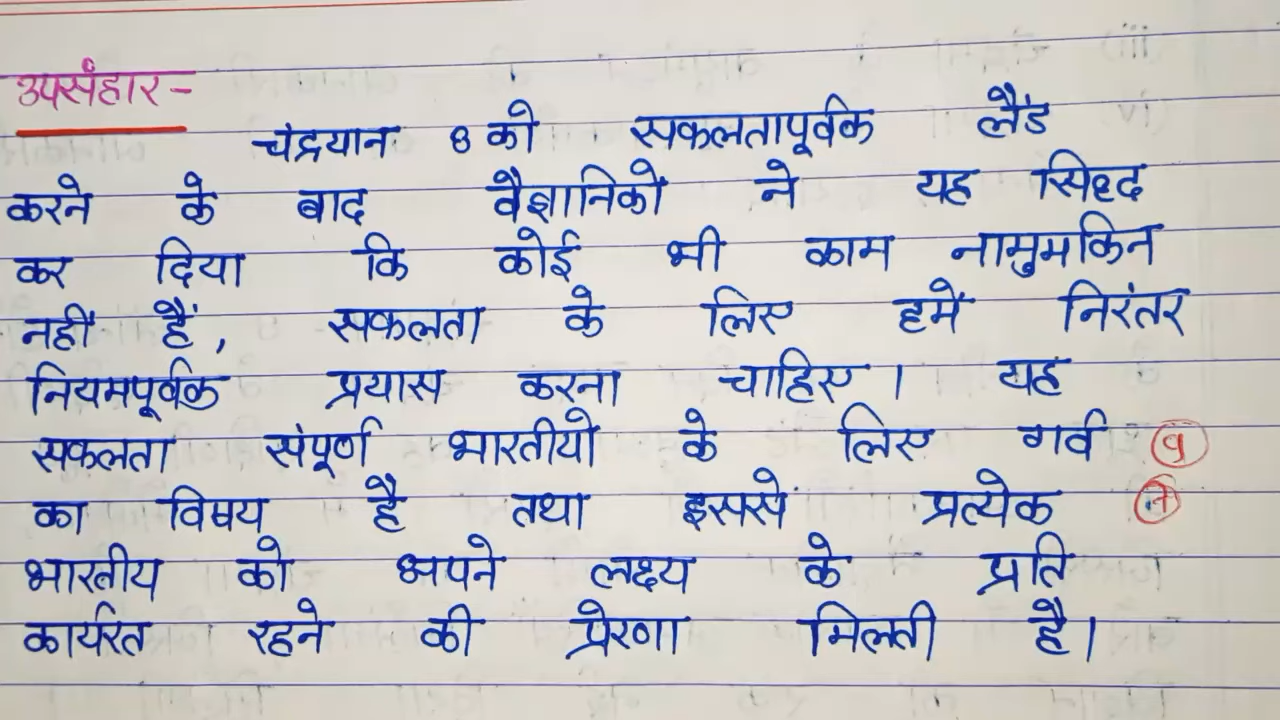 उपसंहार-
चंद्रयान 3 को सफलतापूर्वक लैंड
करने के बाद वैज्ञानिकों ने यह सिद्ध
कर दिया कि कोई भी काम नामुमकिन
नहीं हैं, सफलता के लिए हमें निरंतर
नियमपूर्वक प्रयास करना चाहिए। यह
सफलता संपूर्ण भारतीयों के लिए गर्व
का विषय है तथा इससे प्रत्येक
भारतीय को अपने लक्ष्य के प्रति
कार्यरत रहने की प्रेरणा मिलती है।